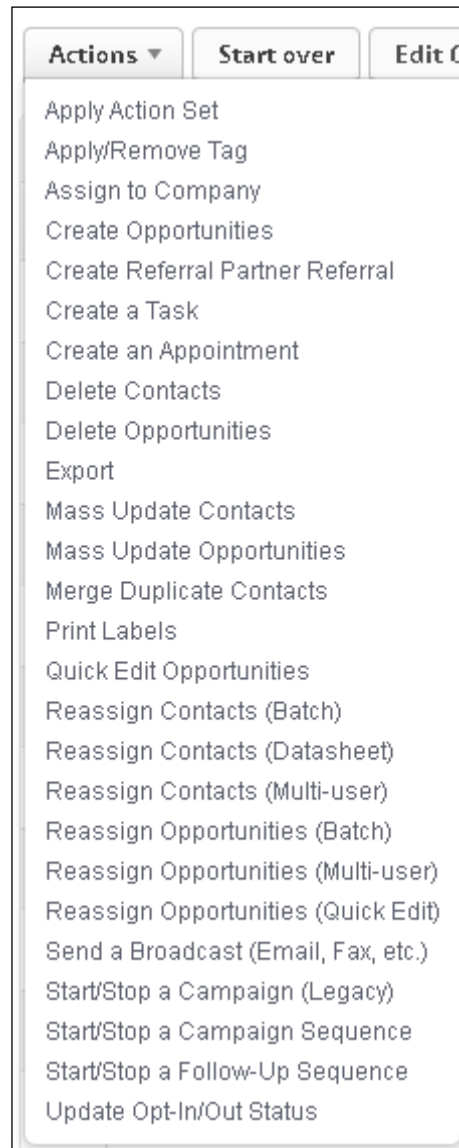 Actions Start over Edit
Apply Action Set
Apply/Remove Tag
Assign to Company
Create Opportunities
Create Referral Partner Referral
Create a Task
Create an Appointment
Delete Contacts
Delete Opportunities
Export
Mass Update Contacts
Mass Update Opportunities
Merge Duplicate Contacts
Print Labels
Quick Edit Opportunities
Reassign Contacts (Batch)
Reassign Contacts (Datasheet)
Reassign Contacts (Multi-user)
Reassign Opportunities (Batch)
Reassign Opportunities (Multi-user)
Reassign Opportunities (Quick Edit)
Send a Broadcast (Email, Fax, etc.)
Start/Stop a Campaign (Legacy)
Start/Stop a Campaign Sequence
Start/Stop a Follow-Up Sequence
Update Opt-In/Out Status